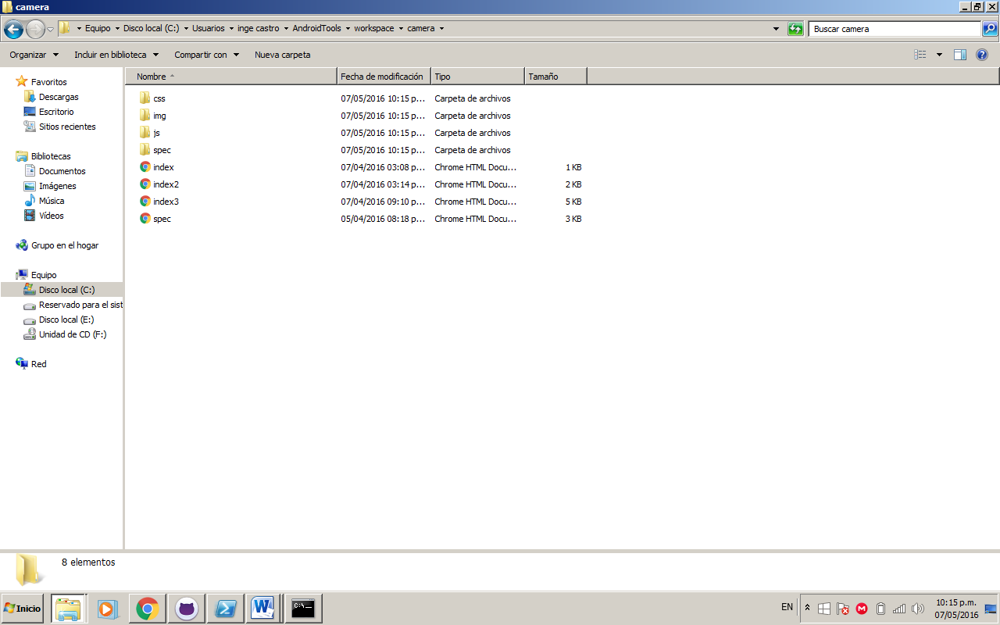 camera
Equipo Disco local (C:) Usuarios inge castro AndroidTools workspace camera
Buscar camera
Organizar Incluir en biblioteca Compartir con Nueva carpeta
Favoritos
Descargas
Escritorio
Sitios recientes
Bibliotecas
Documentos
Imágenes
Música
Vídeos
Grupo en el hogar
Equipo
Disco local (C:)
Reservado para el sist
Disco local (E:)
Unidad de CD (F:)
Red
Nombre Fecha de modificación Tipo Tamaño
css 07/05/2016 10:15 p... Carpeta de archivos
img 07/05/2016 10:15 p... Carpeta de archivos
js 07/05/2016 10:15 p... Carpeta de archivos
spec 07/05/2016 10:15 p... Carpeta de archivos
index 07/04/2016 03:08 p... Chrome HTML Docu... 1 KB
index2 07/04/2016 03:14 p... Chrome HTML Docu... 2 KB
index3 07/04/2016 09:10 p... Chrome HTML Docu... 5 KB
spec 05/04/2016 08:18 p... Chrome HTML Docu... 3 KB
8 elementos
Inicio
EN
10:15 p.m.
07/05/2016